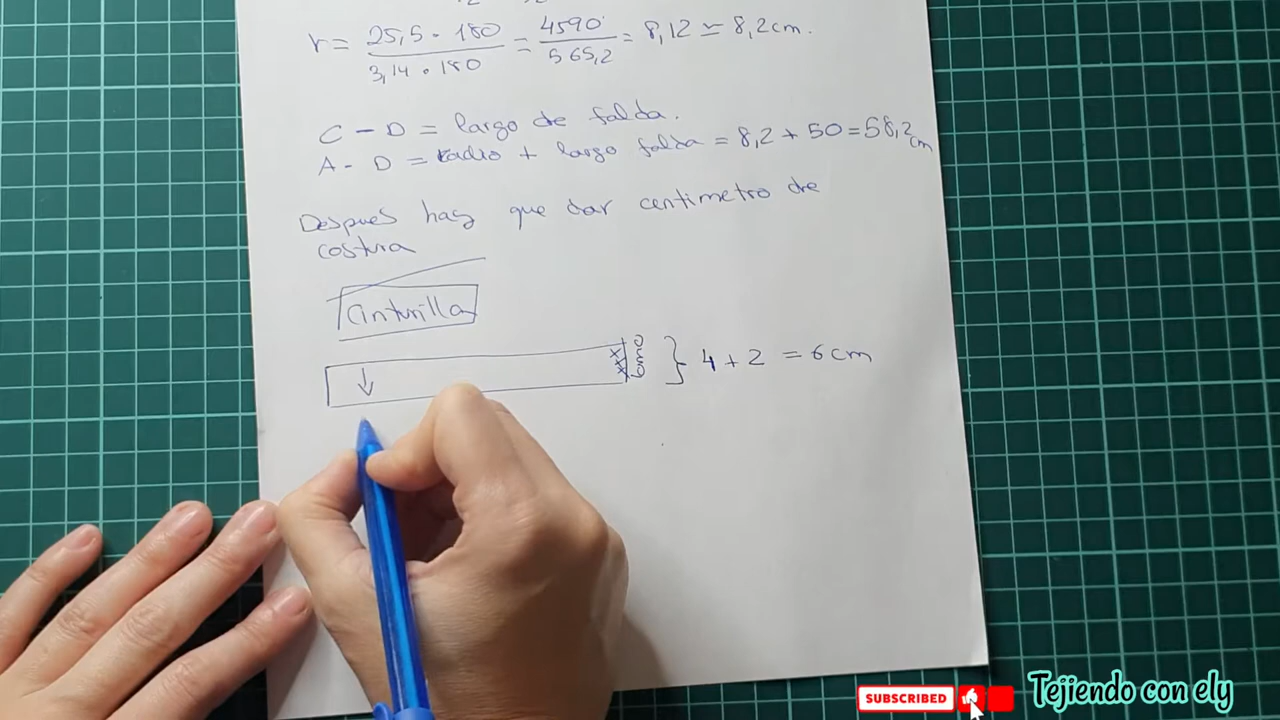 r = 25,5 · 180 / 3,14 · 180 = 4590 / 565,2 = 8,12 ≃ 8,2 cm.
C - D = largo de falda.
A - D = radio + largo falda = 8,2 + 50 = 58,2 cm
Despues hay que dar centimetro de
costura
Cinturilla
6cm } 4 + 2 = 6 cm
SUBSCRIBED
Tejiendo con ely